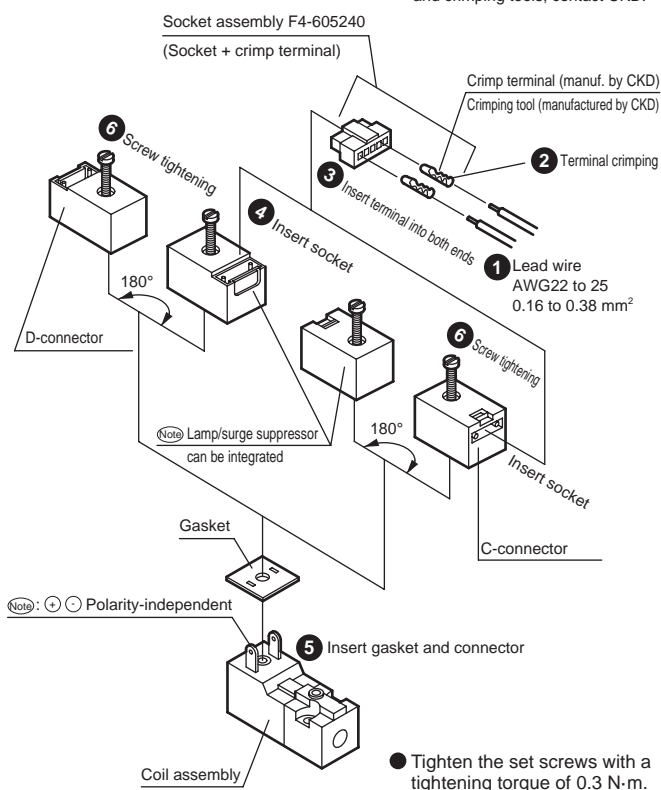 and crimping tools, contact CKD.
Socket assembly F4-605240
(Socket + crimp terminal)
Crimp terminal (manuf. by CKD)
Crimping tool (manufactured by CKD)
6 Screw tightening
2 Terminal crimping
3 Insert terminal into both ends
4 Insert socket
1 Lead wire
AWG22 to 25
0.16 to 0.38 mm²
180°
D-connector
6 Screw tightening
Note Lamp/surge suppressor
can be integrated
180°
Insert socket
C-connector
Gasket
Note: + - Polarity-independent
5 Insert gasket and connector
Coil assembly
● Tighten the set screws with a
tightening torque of 0.3 N·m.